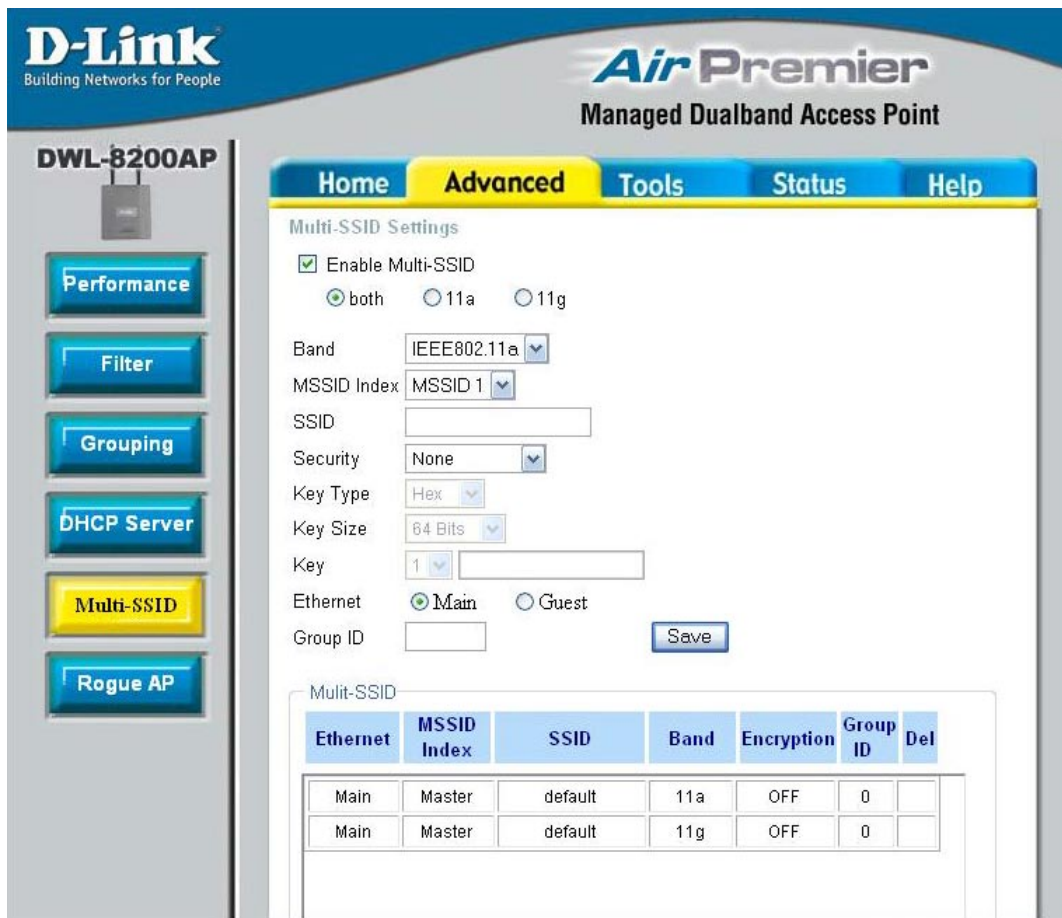 D-Link
Building Networks for People
Air Premier
Managed Dualband Access Point
DWL-8200AP
Home Advanced Tools Status Help
Performance
Filter
Grouping
DHCP Server
Multi-SSID
Rogue AP
Multi-SSID Settings
Enable Multi-SSID
both 11a 11g
Band IEEE802.11a
MSSID Index MSSID 1
SSID
Security None
Key Type Hex
Key Size 64 Bits
Key 1
Ethernet Main Guest
Group ID Save
Mulit-SSID
Ethernet MSSID Index SSID Band Encryption Group ID Del
Main Master default 11a OFF 0
Main Master default 11g OFF 0